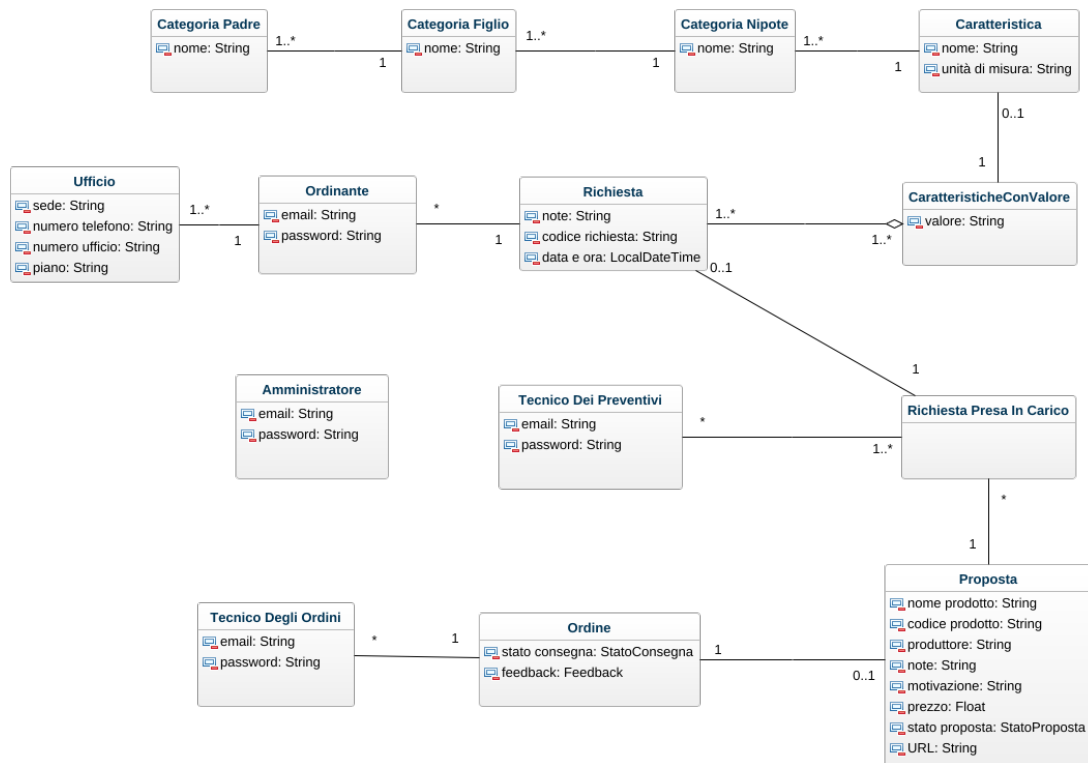 Categoria Padre
nome: String
1..*
1
Categoria Figlio
nome: String
1..*
1
Categoria Nipote
nome: String
1..*
1
Caratteristica
nome: String
unità di misura: String
0..1
1
Ufficio
sede: String
numero telefono: String
numero ufficio: String
piano: String
1..*
1
Ordinante
email: String
password: String
*
1
Richiesta
note: String
codice richiesta: String
data e ora: LocalDateTime
1..*
1..*
CaratteristicheConValore
valore: String
0..1
1
Amministratore
email: String
password: String
Tecnico Dei Preventivi
email: String
password: String
*
1..*
Richiesta Presa In Carico
*
1
Tecnico Degli Ordini
email: String
password: String
*
1
Ordine
stato consegna: StatoConsegna
feedback: Feedback
1
0..1
Proposta
nome prodotto: String
codice prodotto: String
produttore: String
note: String
motivazione: String
prezzo: Float
stato proposta: StatoProposta
URL: String